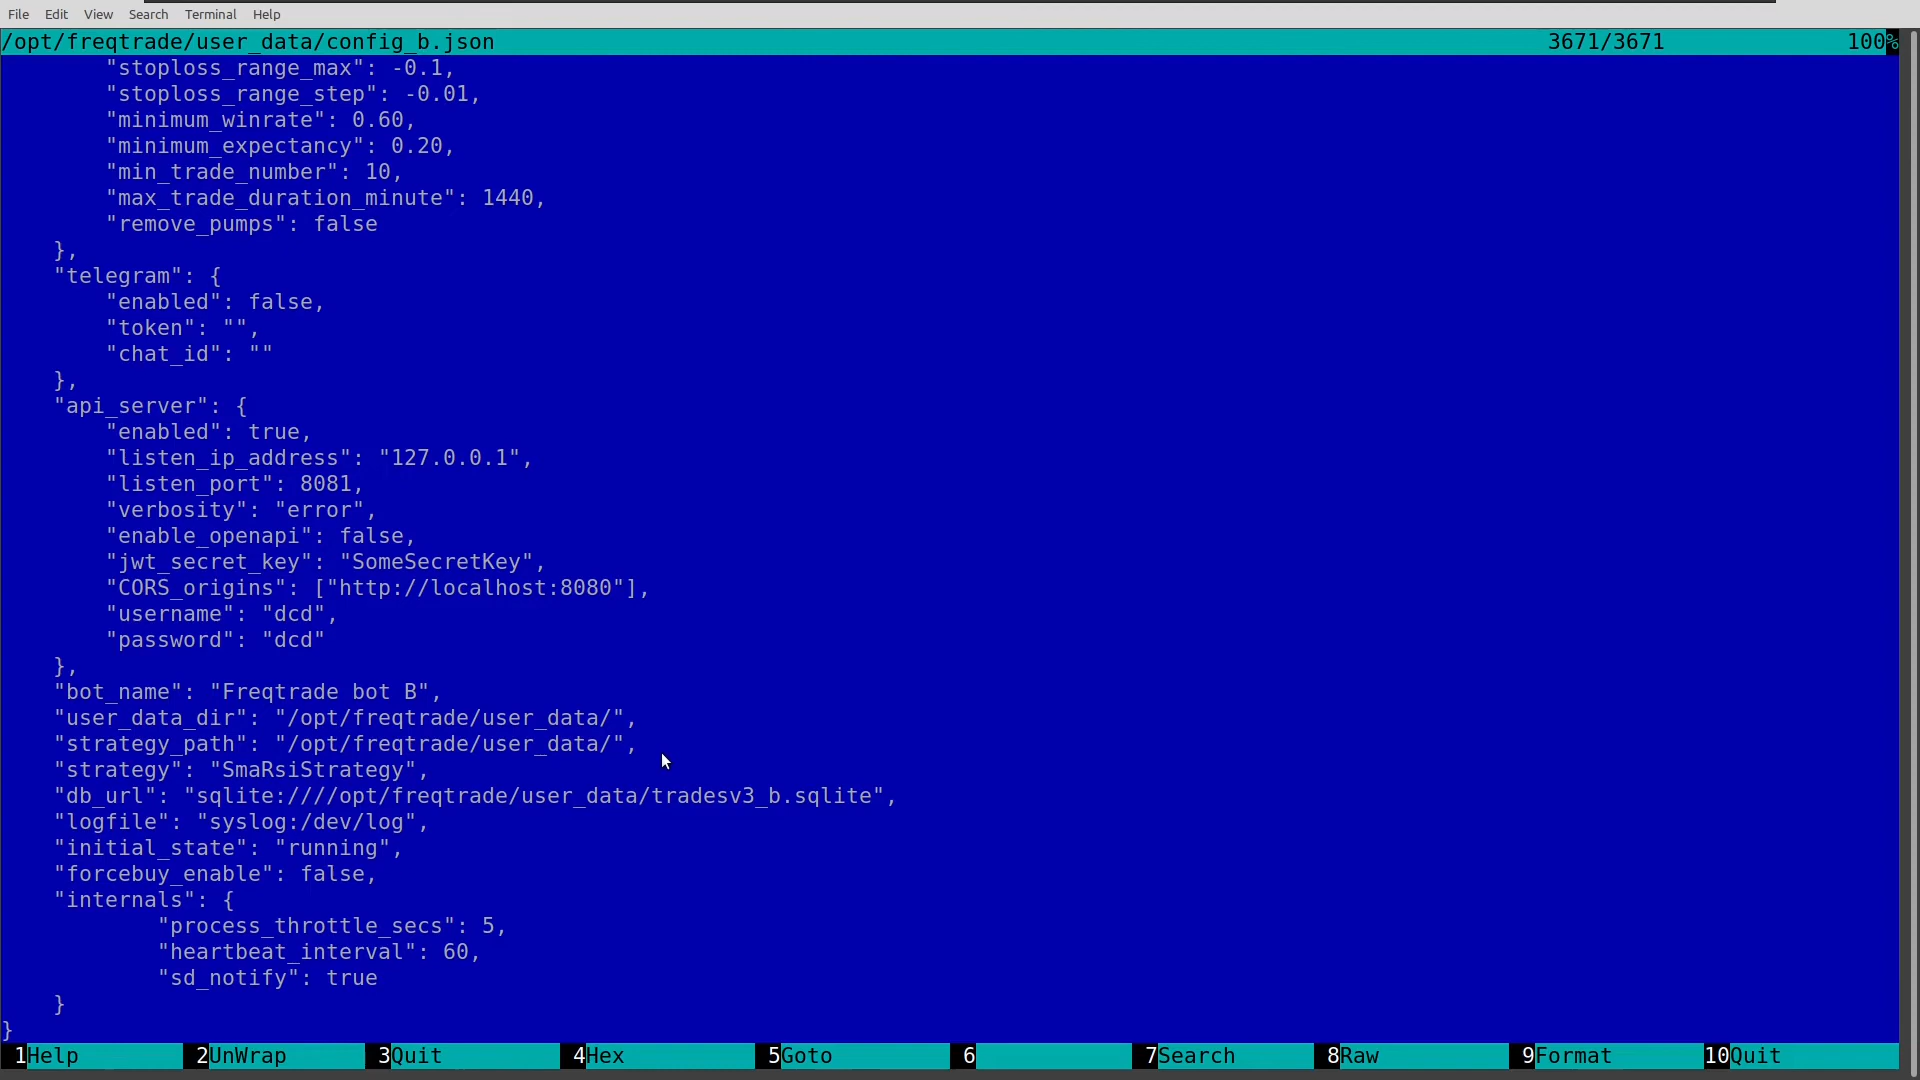 File Edit View Search Terminal Help
/opt/freqtrade/user_data/config_b.json 3671/3671 100%
"stoploss_range_max": -0.1,
"stoploss_range_step": -0.01,
"minimum_winrate": 0.60,
"minimum_expectancy": 0.20,
"min_trade_number": 10,
"max_trade_duration_minute": 1440,
"remove_pumps": false
},
"telegram": {
"enabled": false,
"token": "",
"chat_id": ""
},
"api_server": {
"enabled": true,
"listen_ip_address": "127.0.0.1",
"listen_port": 8081,
"verbosity": "error",
"enable_openapi": false,
"jwt_secret_key": "SomeSecretKey",
"CORS_origins": ["http://localhost:8080"],
"username": "dcd",
"password": "dcd"
},
"bot_name": "Freqtrade bot B",
"user_data_dir": "/opt/freqtrade/user_data/",
"strategy_path": "/opt/freqtrade/user_data/",
"strategy": "SmaRsiStrategy",
"db_url": "sqlite:////opt/freqtrade/user_data/tradesv3_b.sqlite",
"logfile": "syslog:/dev/log",
"initial_state": "running",
"forcebuy_enable": false,
"internals": {
"process_throttle_secs": 5,
"heartbeat_interval": 60,
"sd_notify": true
}
}
1Help 2UnWrap 3Quit 4Hex 5Goto 6 7Search 8Raw 9Format 10Quit